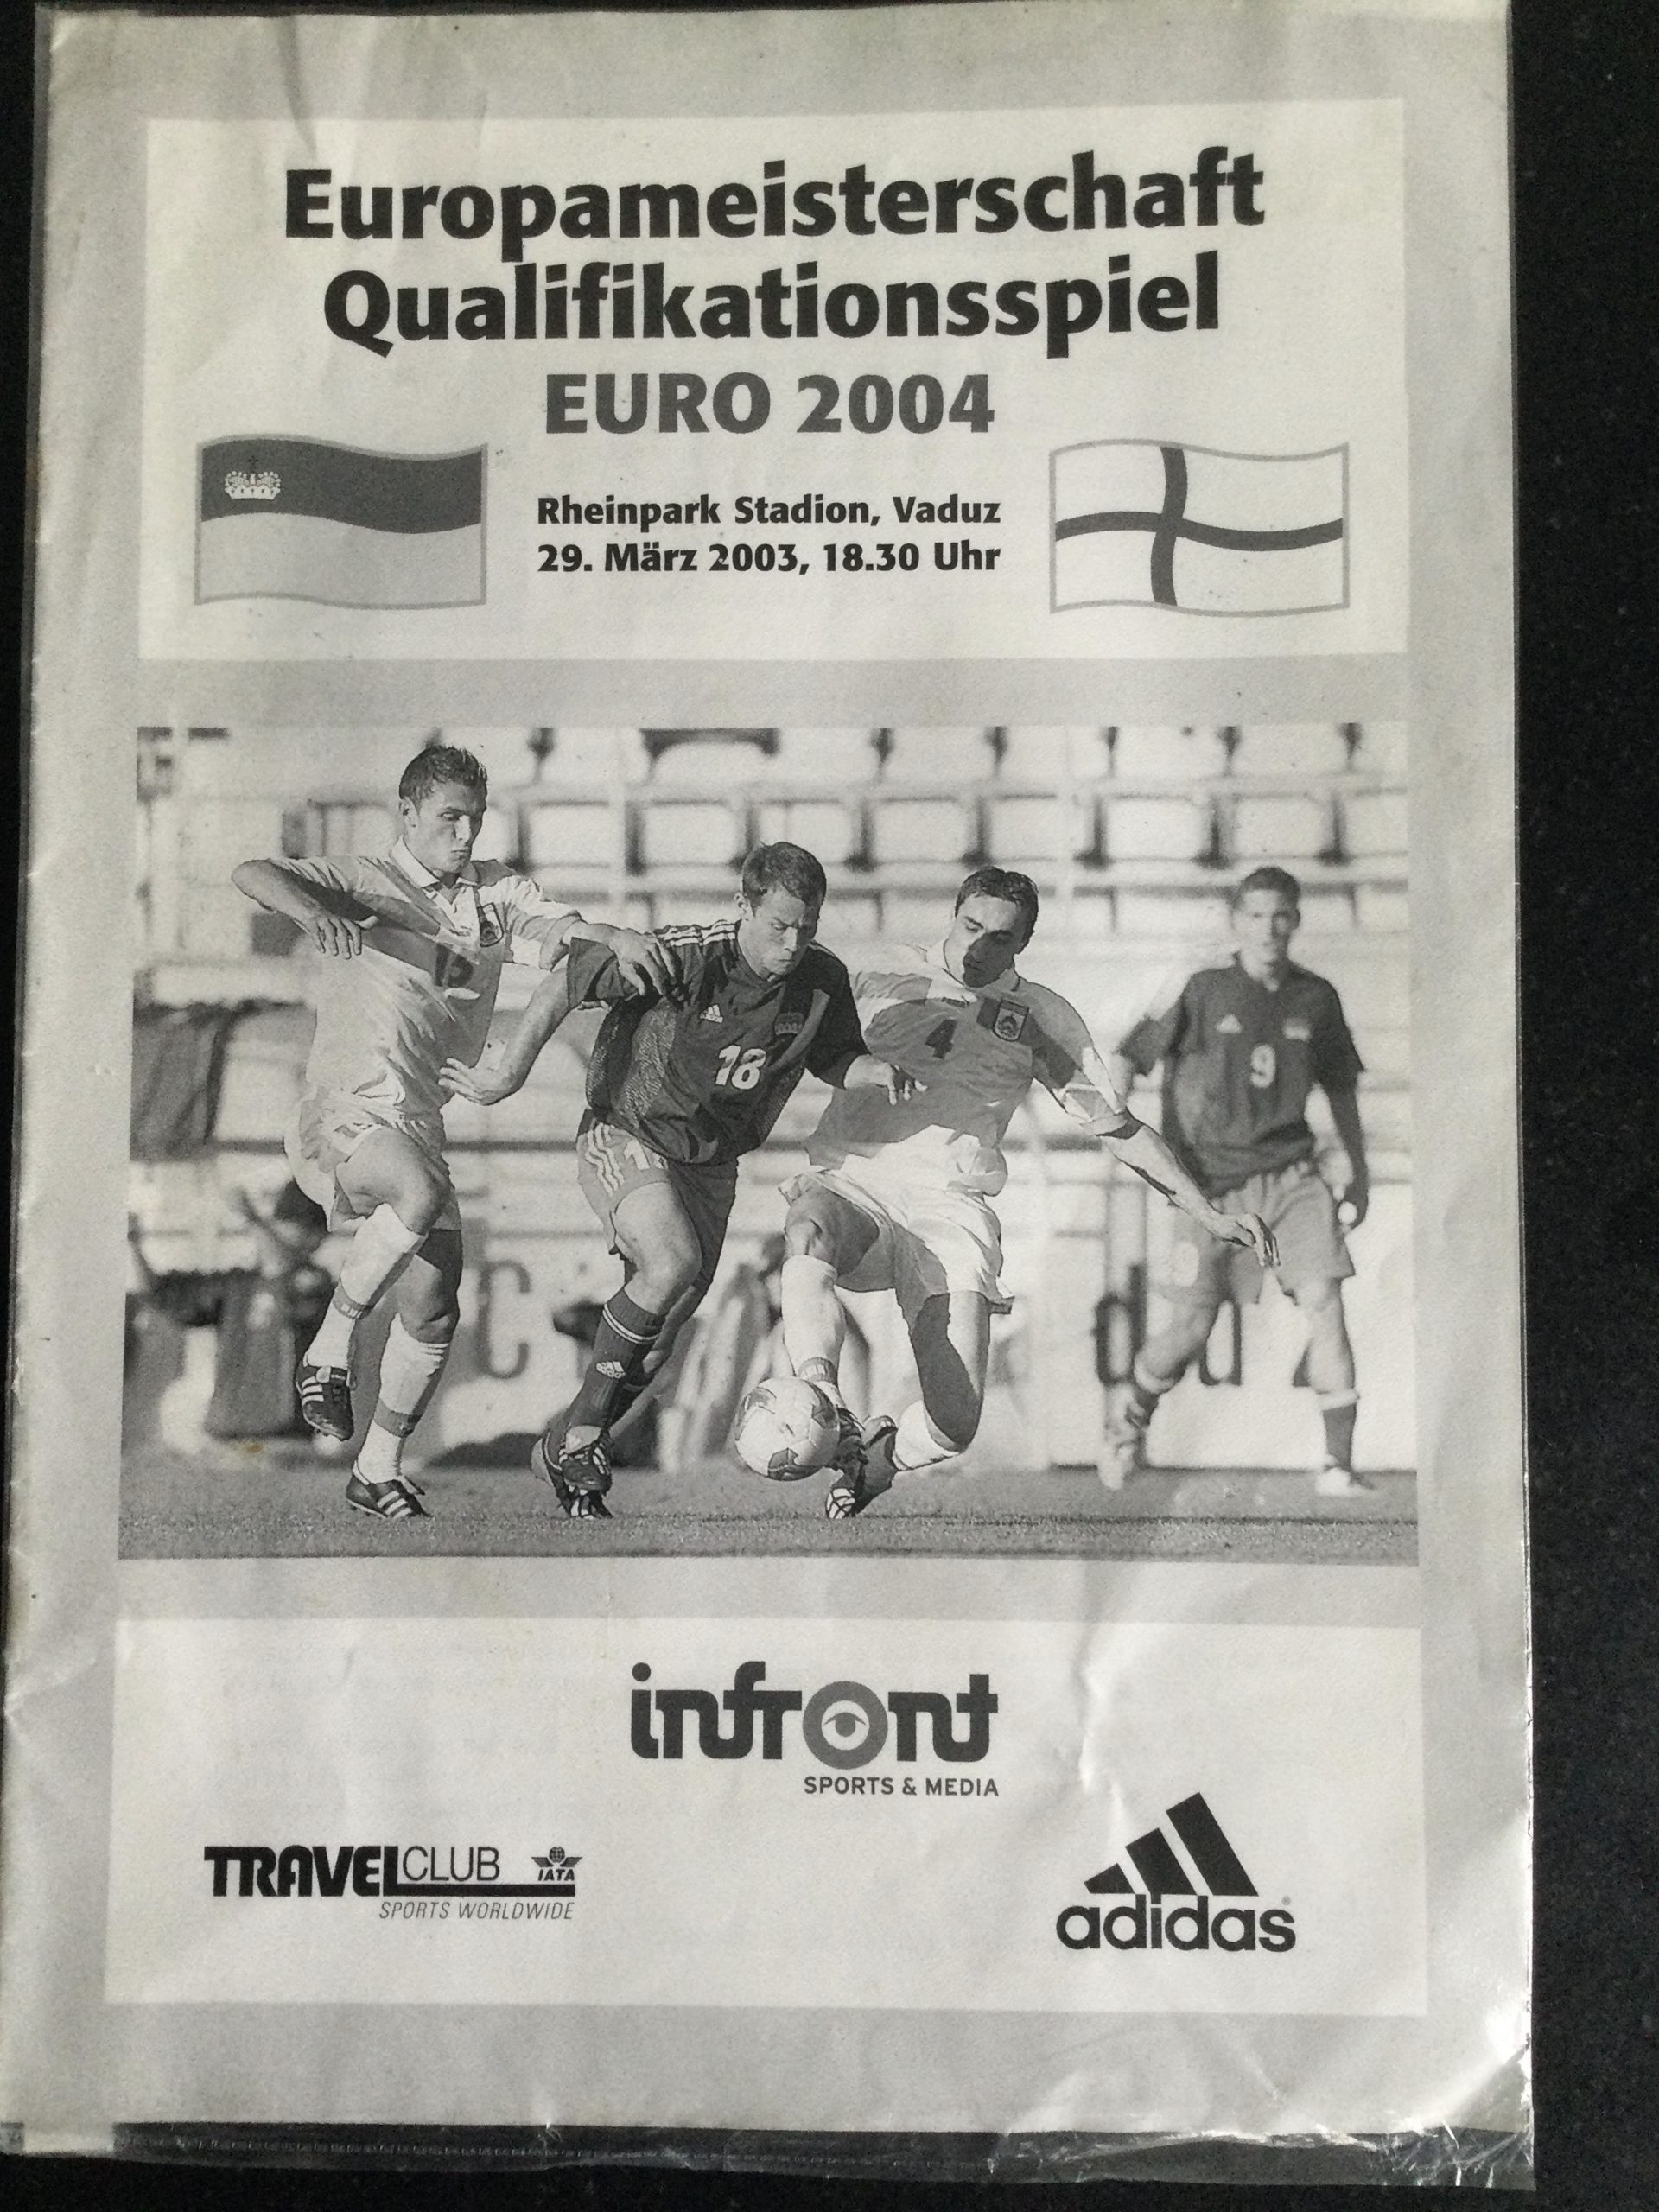 Europameisterschaft
Qualifikationsspiel
EURO 2004
Rheinpark Stadion, Vaduz
29. März 2003, 18.30 Uhr
18
4
9
infront
SPORTS & MEDIA
TRAVELCLUB IATA
SPORTS WORLDWIDE
adidas